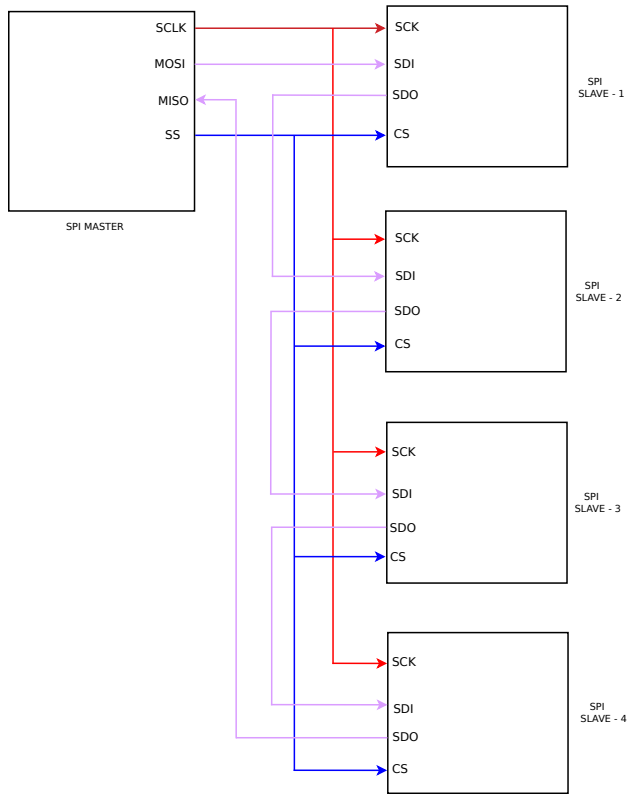 SCLK
MOSI
MISO
SS
SPI MASTER
SCK
SDI
SDO
CS
SPI
SLAVE - 1
SCK
SDI
SDO
CS
SPI
SLAVE - 2
SCK
SDI
SDO
CS
SPI
SLAVE - 3
SCK
SDI
SDO
CS
SPI
SLAVE - 4